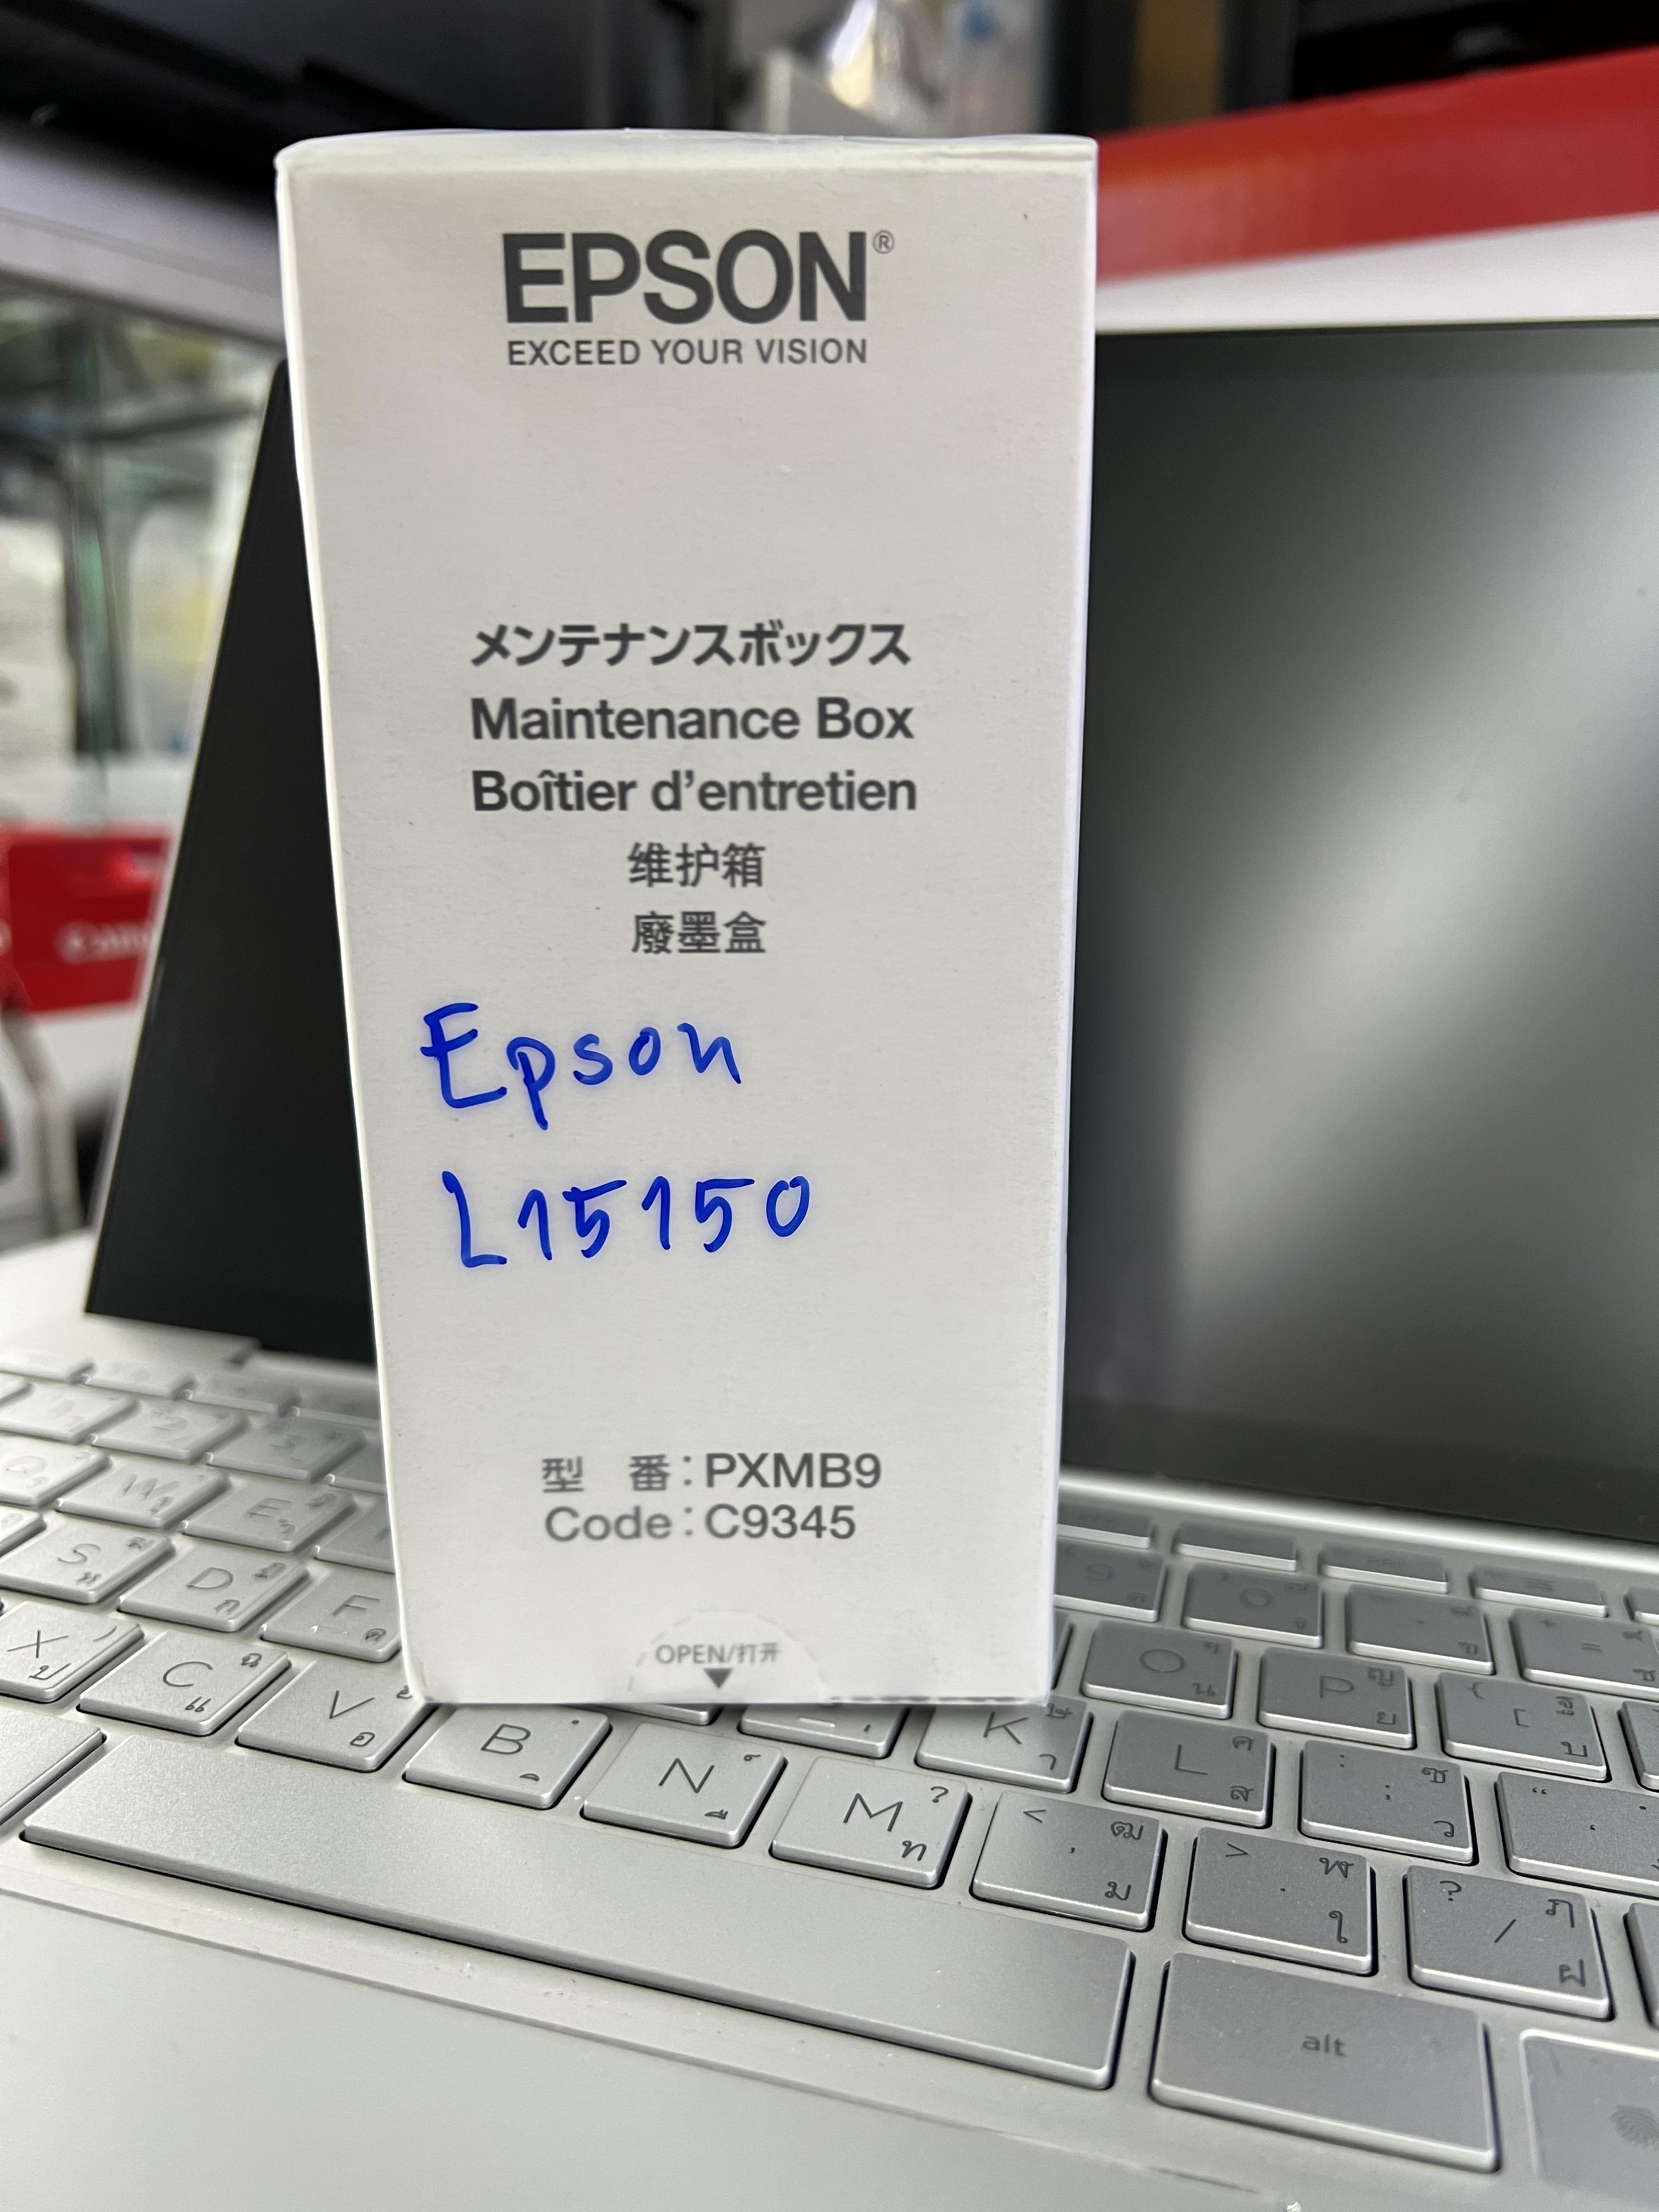 EPSON®
EXCEED YOUR VISION
メンテナンスボックス
Maintenance Box
Boîtier d'entretien
维护箱
廢墨盒
Epson
L15150
型 番:PXMB9
Code:C9345
OPEN/打开
S
D
F
X
C
V
B
N
M
K
L
O
P
alt